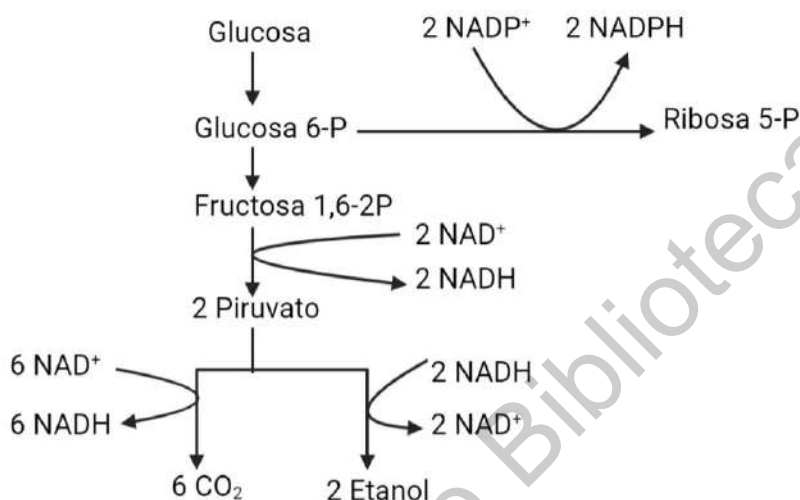 Glucosa
2 NADP⁺ 2 NADPH
Glucosa 6-P
Ribosa 5-P
Fructosa 1,6-2P
2 NAD⁺
2 NADH
2 Piruvato
6 NAD⁺
2 NADH
6 NADH
2 NAD⁺
6 CO₂
2 Etanol
Biblioteca